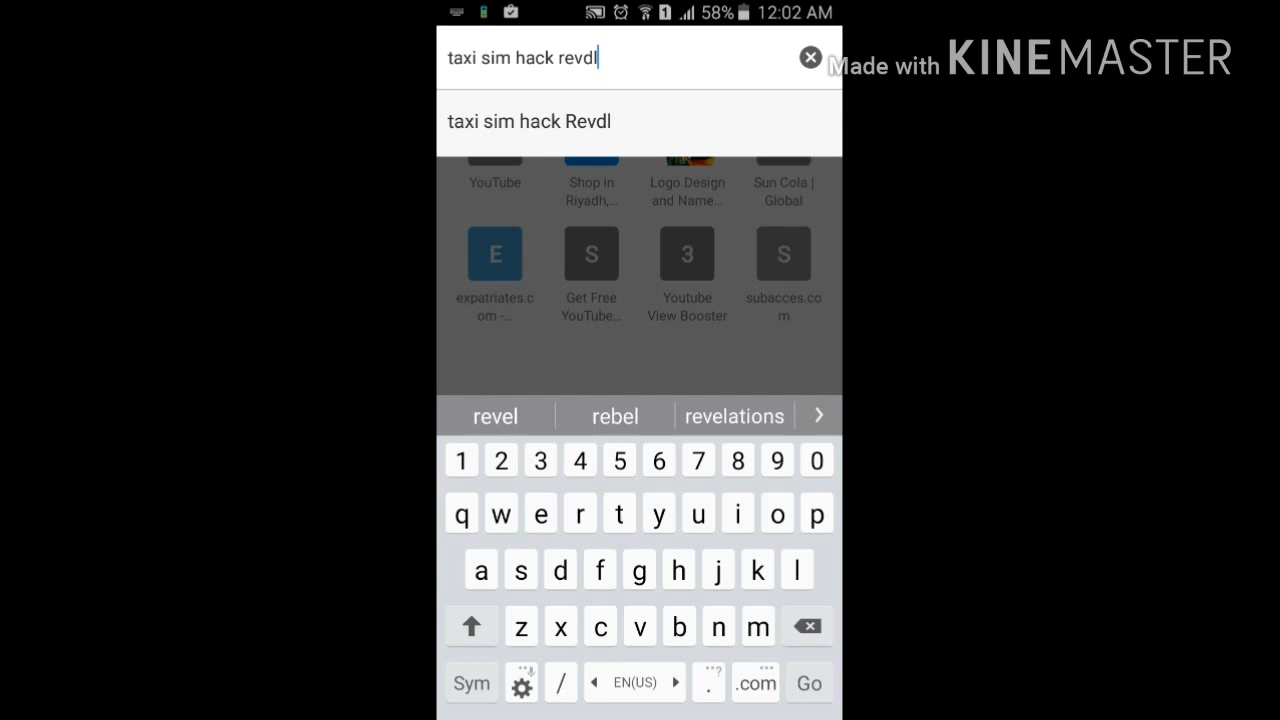 58% 12:02 AM
taxi sim hack revdl
Made with KINEMASTER
taxi sim hack Revdl
YouTube
Shop in
Riyadh,...
Logo Design
and Name...
Sun Cola |
Global
E
S
3
S
expatriates.c
om -...
Get Free
YouTube...
Youtube
View Booster
subacces.co
m
revel rebel revelations
1 2 3 4 5 6 7 8 9 0
q w e r t y u i o p
a s d f g h j k l
z x c v b n m
Sym / EN(US) . .com Go